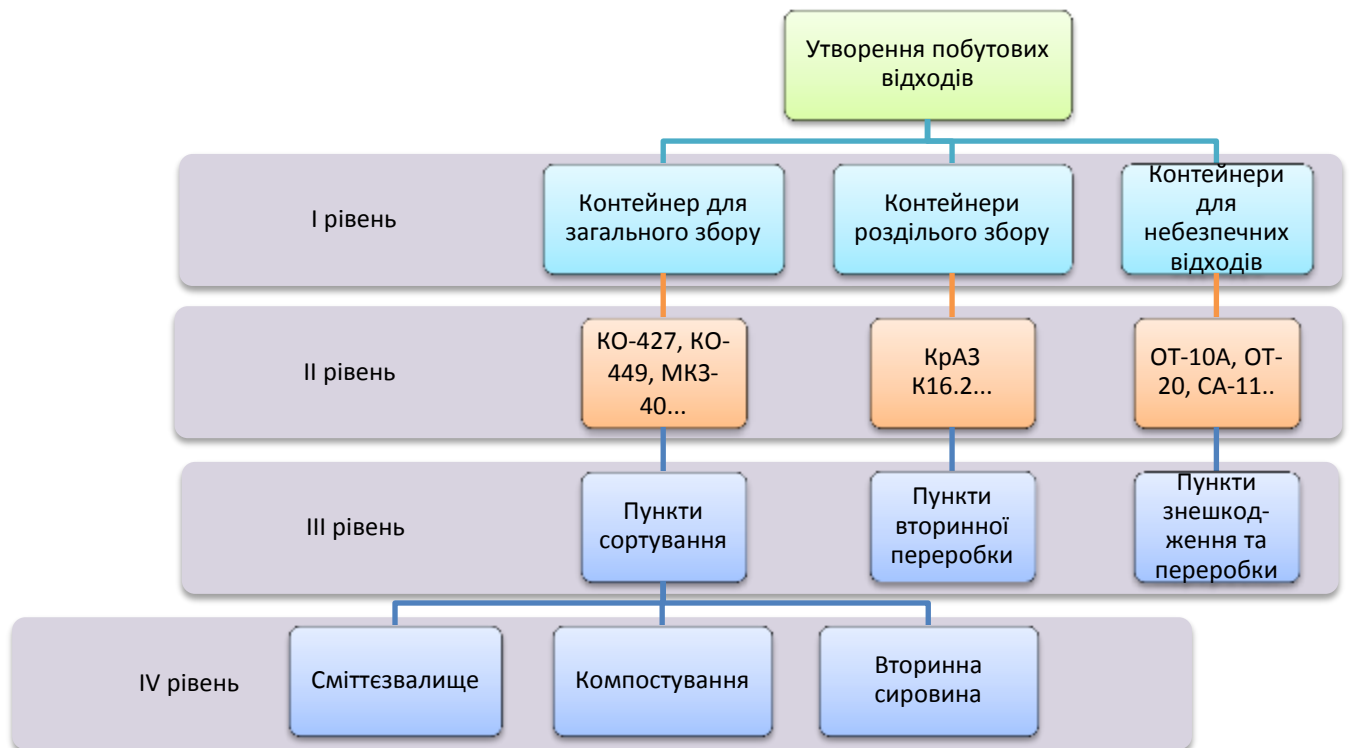 Утворення побутових
відходів
І рівень
Контейнер для
загального збору
Контейнери
розділього збору
Контейнери
для
небезпечних
відходів
ІІ рівень
КО-427, КО-
449, МКЗ-
40...
КрАЗ
К16.2...
ОТ-10А, ОТ-
20, СА-11..
ІІІ рівень
Пункти
сортування
Пункти
вторинної
переробки
Пункти
знешкод-
ження та
переробки
IV рівень
Сміттєзвалище
Компостування
Вторинна
сировина